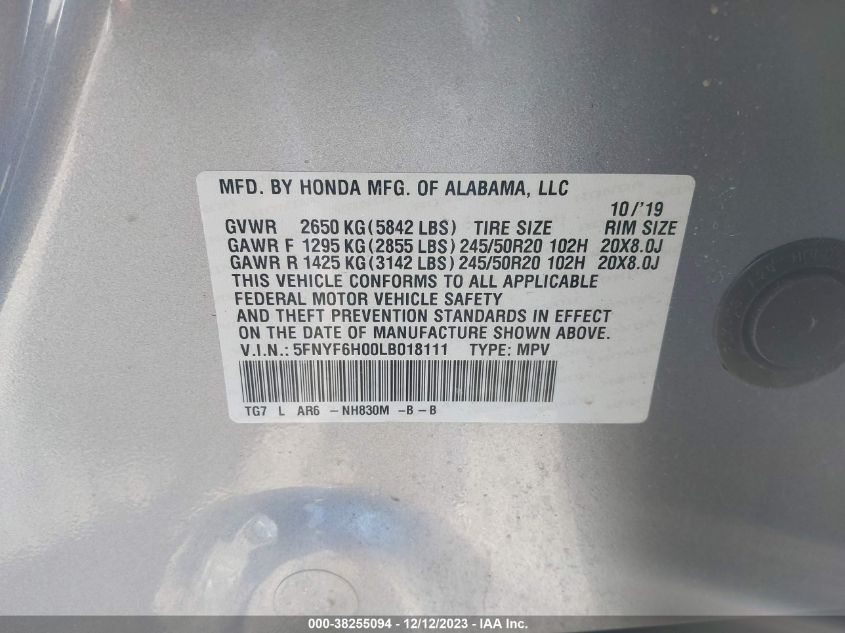 MFD. BY HONDA MFG. OF ALABAMA, LLC
10/'19
GVWR 2650 KG(5842 LBS) TIRE SIZE RIM SIZE
GAWR F 1295 KG(2855 LBS) 245/50R20 102H 20X8.0J
GAWR R 1425 KG(3142 LBS) 245/50R20 102H 20X8.0J
THIS VEHICLE CONFORMS TO ALL APPLICABLE
FEDERAL MOTOR VEHICLE SAFETY
AND THEFT PREVENTION STANDARDS IN EFFECT
ON THE DATE OF MANUFACTURE SHOWN ABOVE.
V.I.N.: 5FNYF6H00LB018111 TYPE: MPV
TG7 L AR6 -NH830M -B-B
000-38255094 - 12/12/2023 - IAA, Inc.